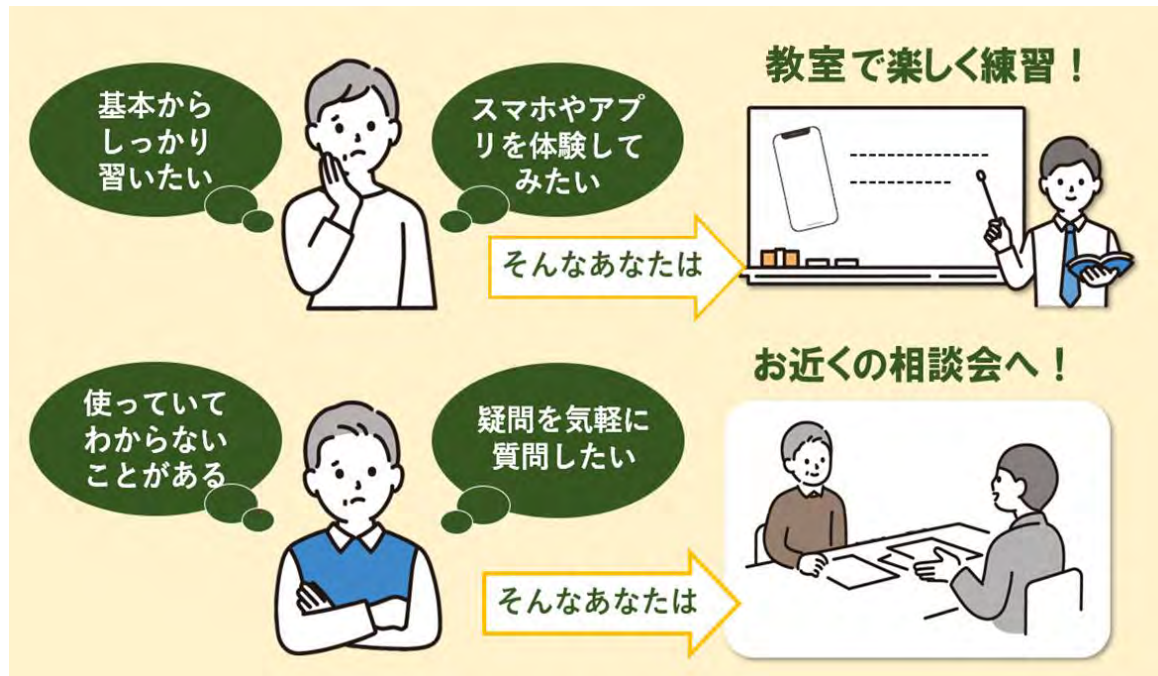 基本から
しっかり
習いたい
スマホやアプ
リを体験して
みたい
そんなあなたは
教室で楽しく練習！
使っていて
わからない
ことがある
疑問を気軽に
質問したい
そんなあなたは
お近くの相談会へ！